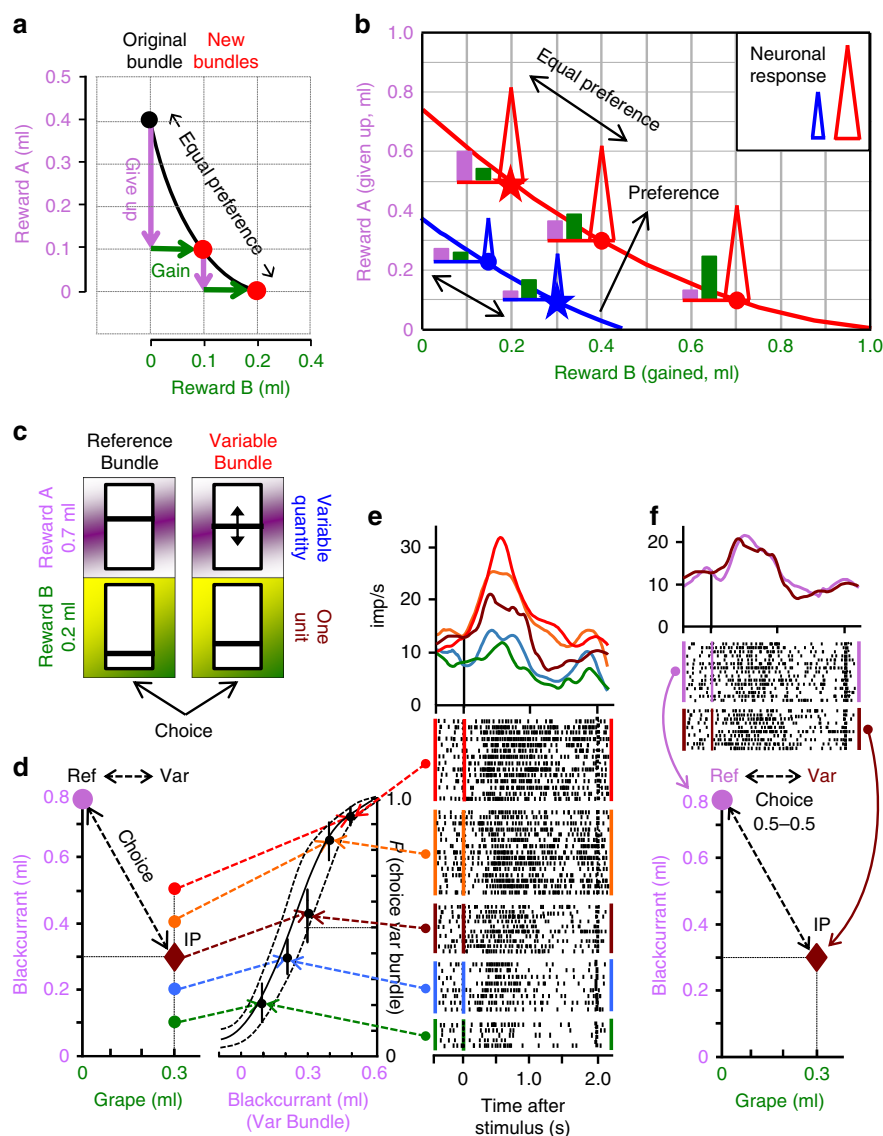 a
Original bundle
New bundles
0.5
0.4
0.3
0.2
0.1
0
Reward A (ml)
Give up
Gain
Equal preference
0
0.1
0.2
0.4
Reward B (ml)
b
1.0
0.8
0.6
0.4
0.2
0
Reward A (given up, ml)
Equal preference
Preference
Neuronal response
0
0.2
0.4
0.6
0.8
1.0
Reward B (gained, ml)
c
Reference Bundle
Variable Bundle
Reward A
0.7 ml
Reward B
0.2 ml
Variable quantity
One unit
Choice
d
Ref
Var
0.8
0.6
0.4
0.2
0
Blackcurrant (ml)
Choice
IP
0
0.3
Grape (ml)
1.0
0
P (choice var bundle)
0
0.2
0.4
0.6
Blackcurrant (ml)
(Var Bundle)
e
30
20
10
0
imp/s
0
1.0
2.0
Time after
stimulus (s)
f
20
10
0
Ref
Var
Choice
0.5–0.5
0.8
0.6
0.4
0.2
0
Blackcurrant (ml)
IP
0
0.3
Grape (ml)